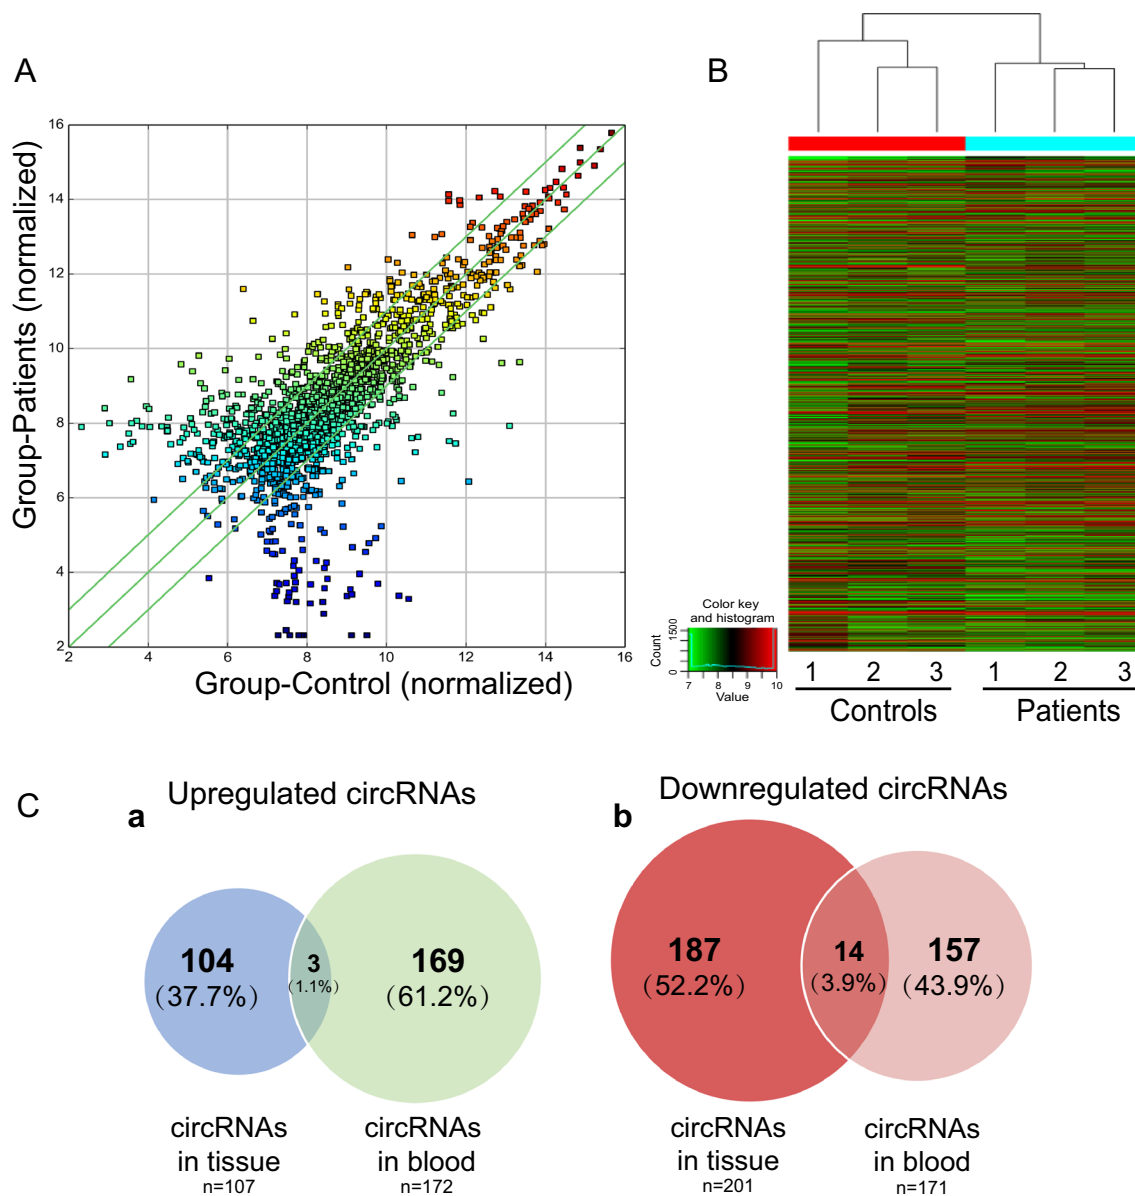 A
B
16
14
12
10
8
6
4
2
2
4
6
8
10
12
14
16
Group-Patients (normalized)
Group-Control (normalized)
Color key
and histogram
Count
0
1500
7
8
9
10
Value
1
2
3
1
2
3
Controls
Patients
C
Upregulated circRNAs
Downregulated circRNAs
a
b
104
(37.7%)
3
(1.1%)
169
(61.2%)
187
(52.2%)
14
(3.9%)
157
(43.9%)
circRNAs
in tissue
n=107
circRNAs
in blood
n=172
circRNAs
in tissue
n=201
circRNAs
in blood
n=171